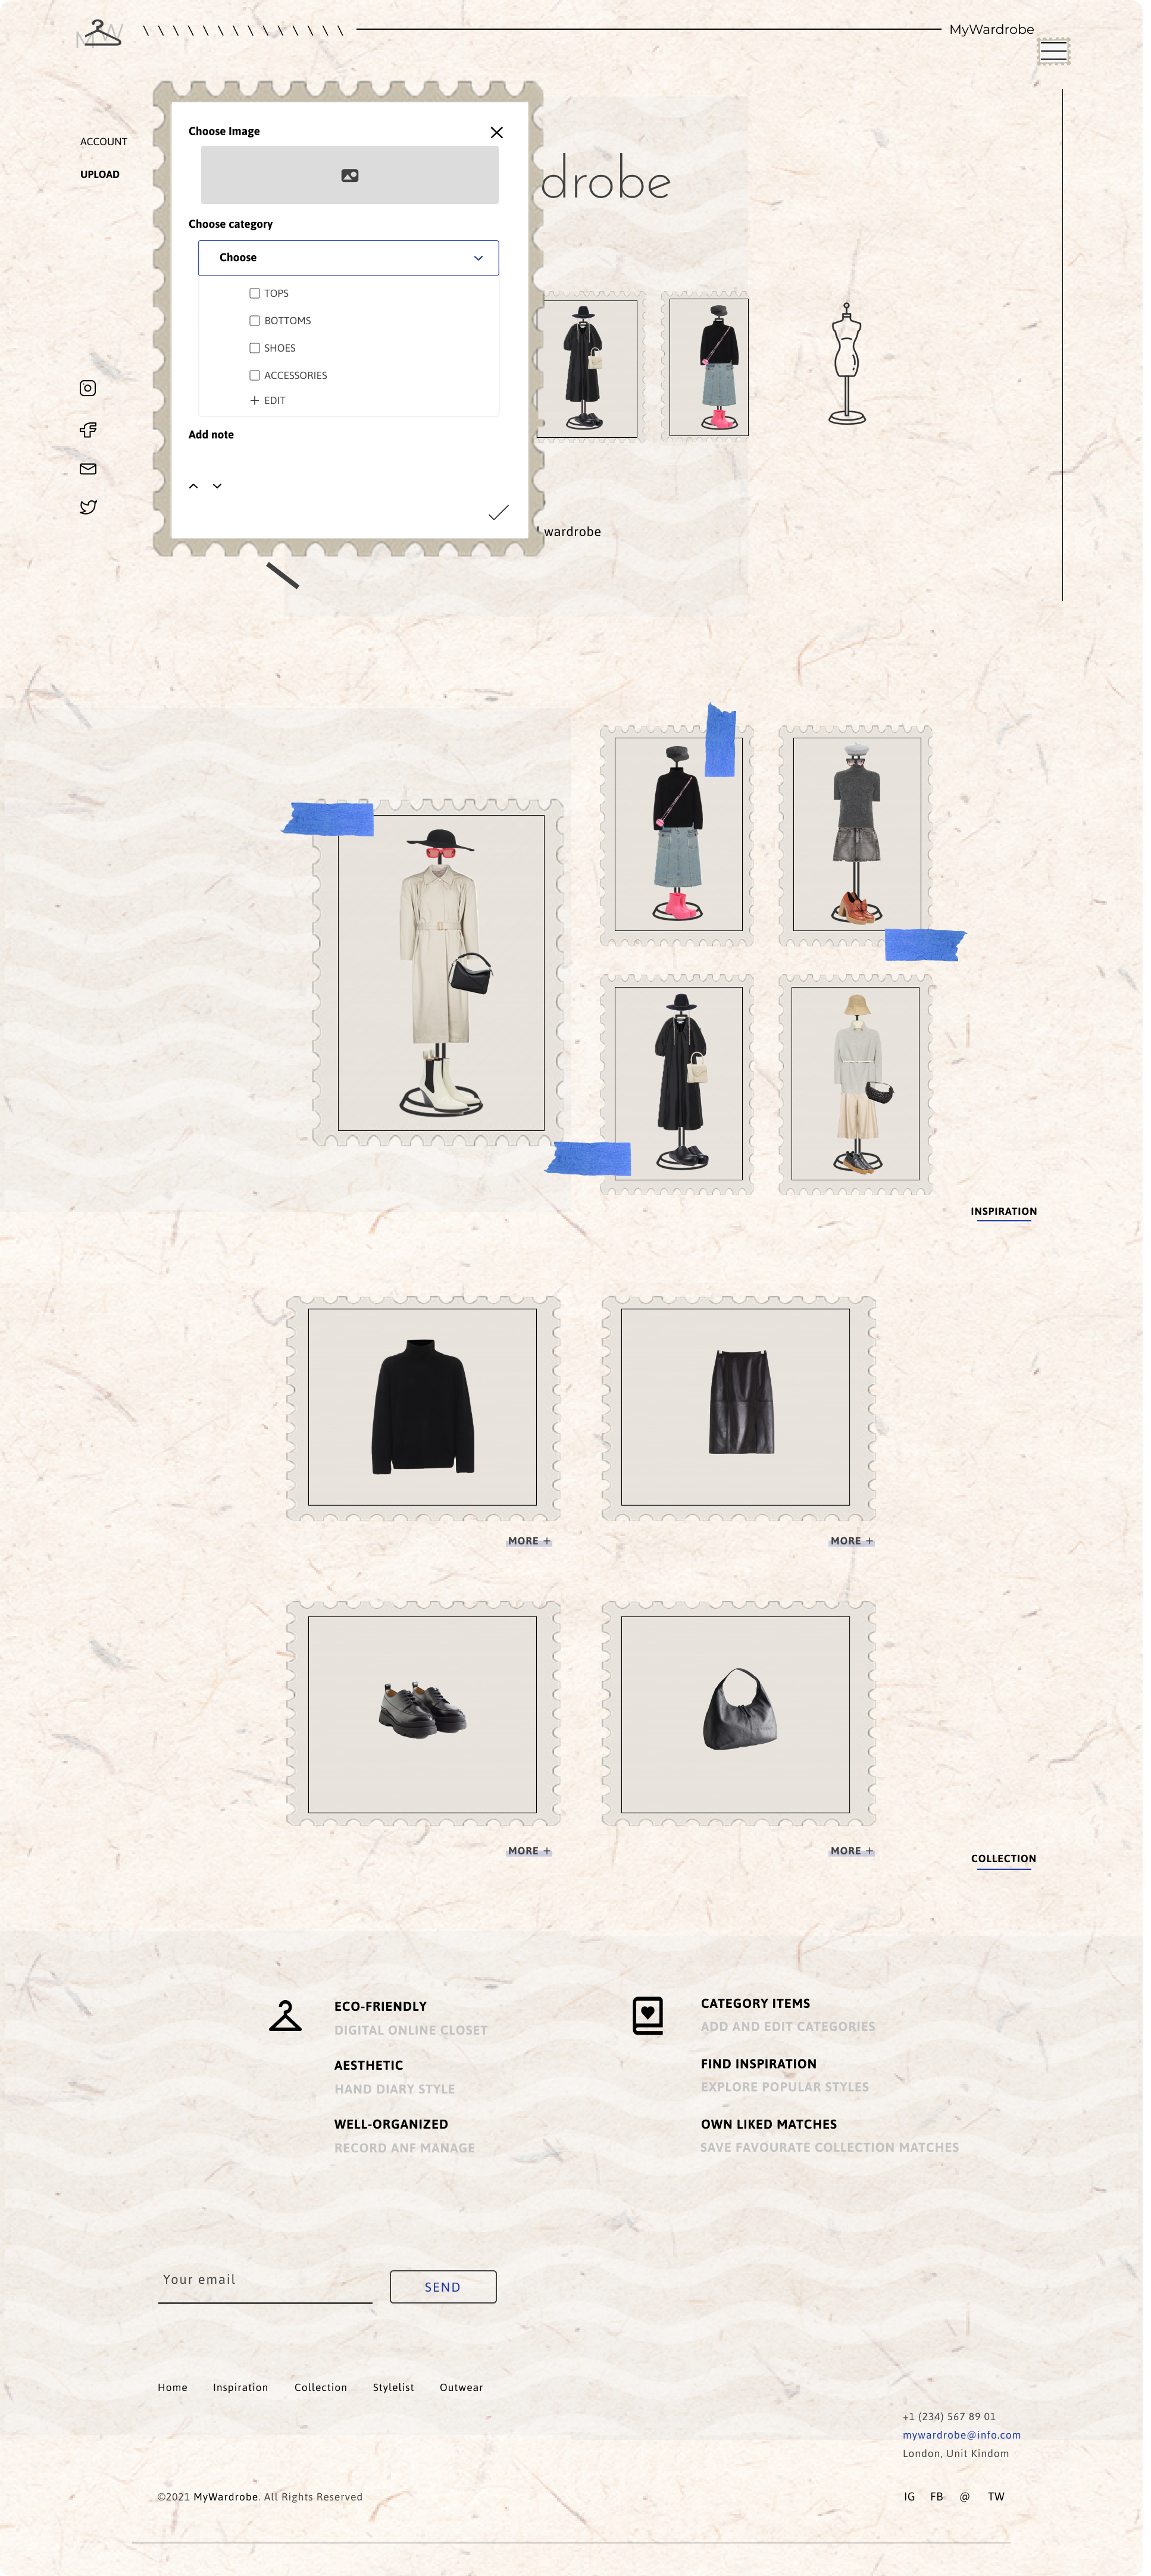 MW
MyWardrobe
ACCOUNT
UPLOAD
Choose Image
Choose category
Choose
TOPS
BOTTOMS
SHOES
ACCESSORIES
+ EDIT
Add note
drobe
wardrobe
INSPIRATION
MORE +
MORE +
MORE +
MORE +
COLLECTION
ECO-FRIENDLY
DIGITAL ONLINE CLOSET
AESTHETIC
HAND DIARY STYLE
WELL-ORGANIZED
RECORD ANF MANAGE
CATEGORY ITEMS
ADD AND EDIT CATEGORIES
FIND INSPIRATION
EXPLORE POPULAR STYLES
OWN LIKED MATCHES
SAVE FAVOURATE COLLECTION MATCHES
Your email
SEND
Home Inspiration Collection Stylelist Outwear
+1 (234) 567 89 01
mywardrobe@info.com
London, Unit Kindom
©2021 MyWardrobe. All Rights Reserved
IG FB @ TW